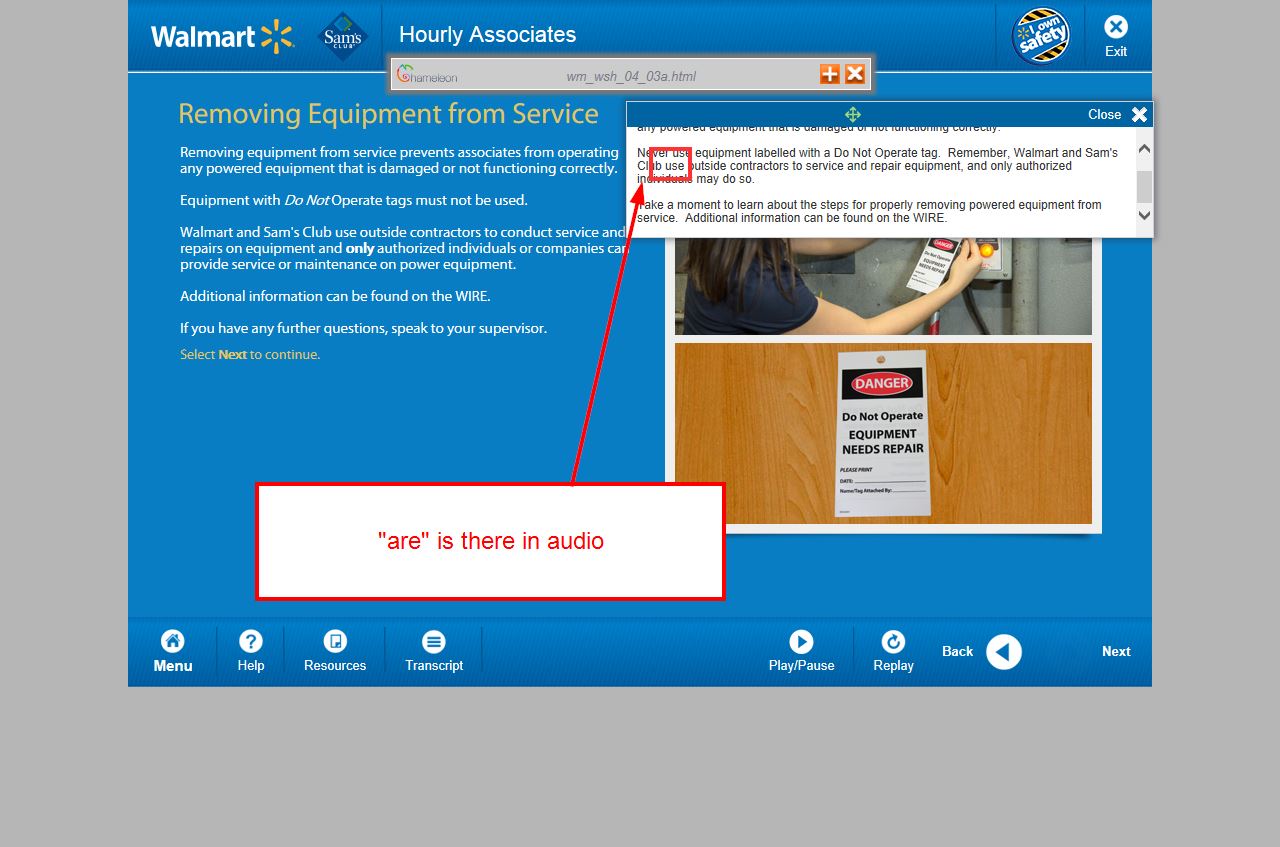 Walmart
Sam's
CLUB
Hourly Associates
I own
safety
Exit
Chameleon
wm_wsh_04_03a.html
Removing Equipment from Service
Removing equipment from service prevents associates from operating
any powered equipment that is damaged or not functioning correctly.
Equipment with Do Not Operate tags must not be used.
Walmart and Sam's Club use outside contractors to conduct service and
repairs on equipment and only authorized individuals or companies can
provide service or maintenance on power equipment.
Additional information can be found on the WIRE.
If you have any further questions, speak to your supervisor.
Select Next to continue.
Close
any powered equipment that is damaged or not functioning correctly.
Never use equipment labelled with a Do Not Operate tag. Remember, Walmart and Sam's
Club use outside contractors to service and repair equipment, and only authorized
individuals may do so.
Take a moment to learn about the steps for properly removing powered equipment from
service. Additional information can be found on the WIRE.
DANGER
Do Not Operate
EQUIPMENT
NEEDS REPAIR
DANGER
Do Not Operate
EQUIPMENT
NEEDS REPAIR
PLEASE PRINT
DATE:
Name/Tag Attached By:
"are" is there in audio
Menu
Help
Resources
Transcript
Play/Pause
Replay
Back
Next